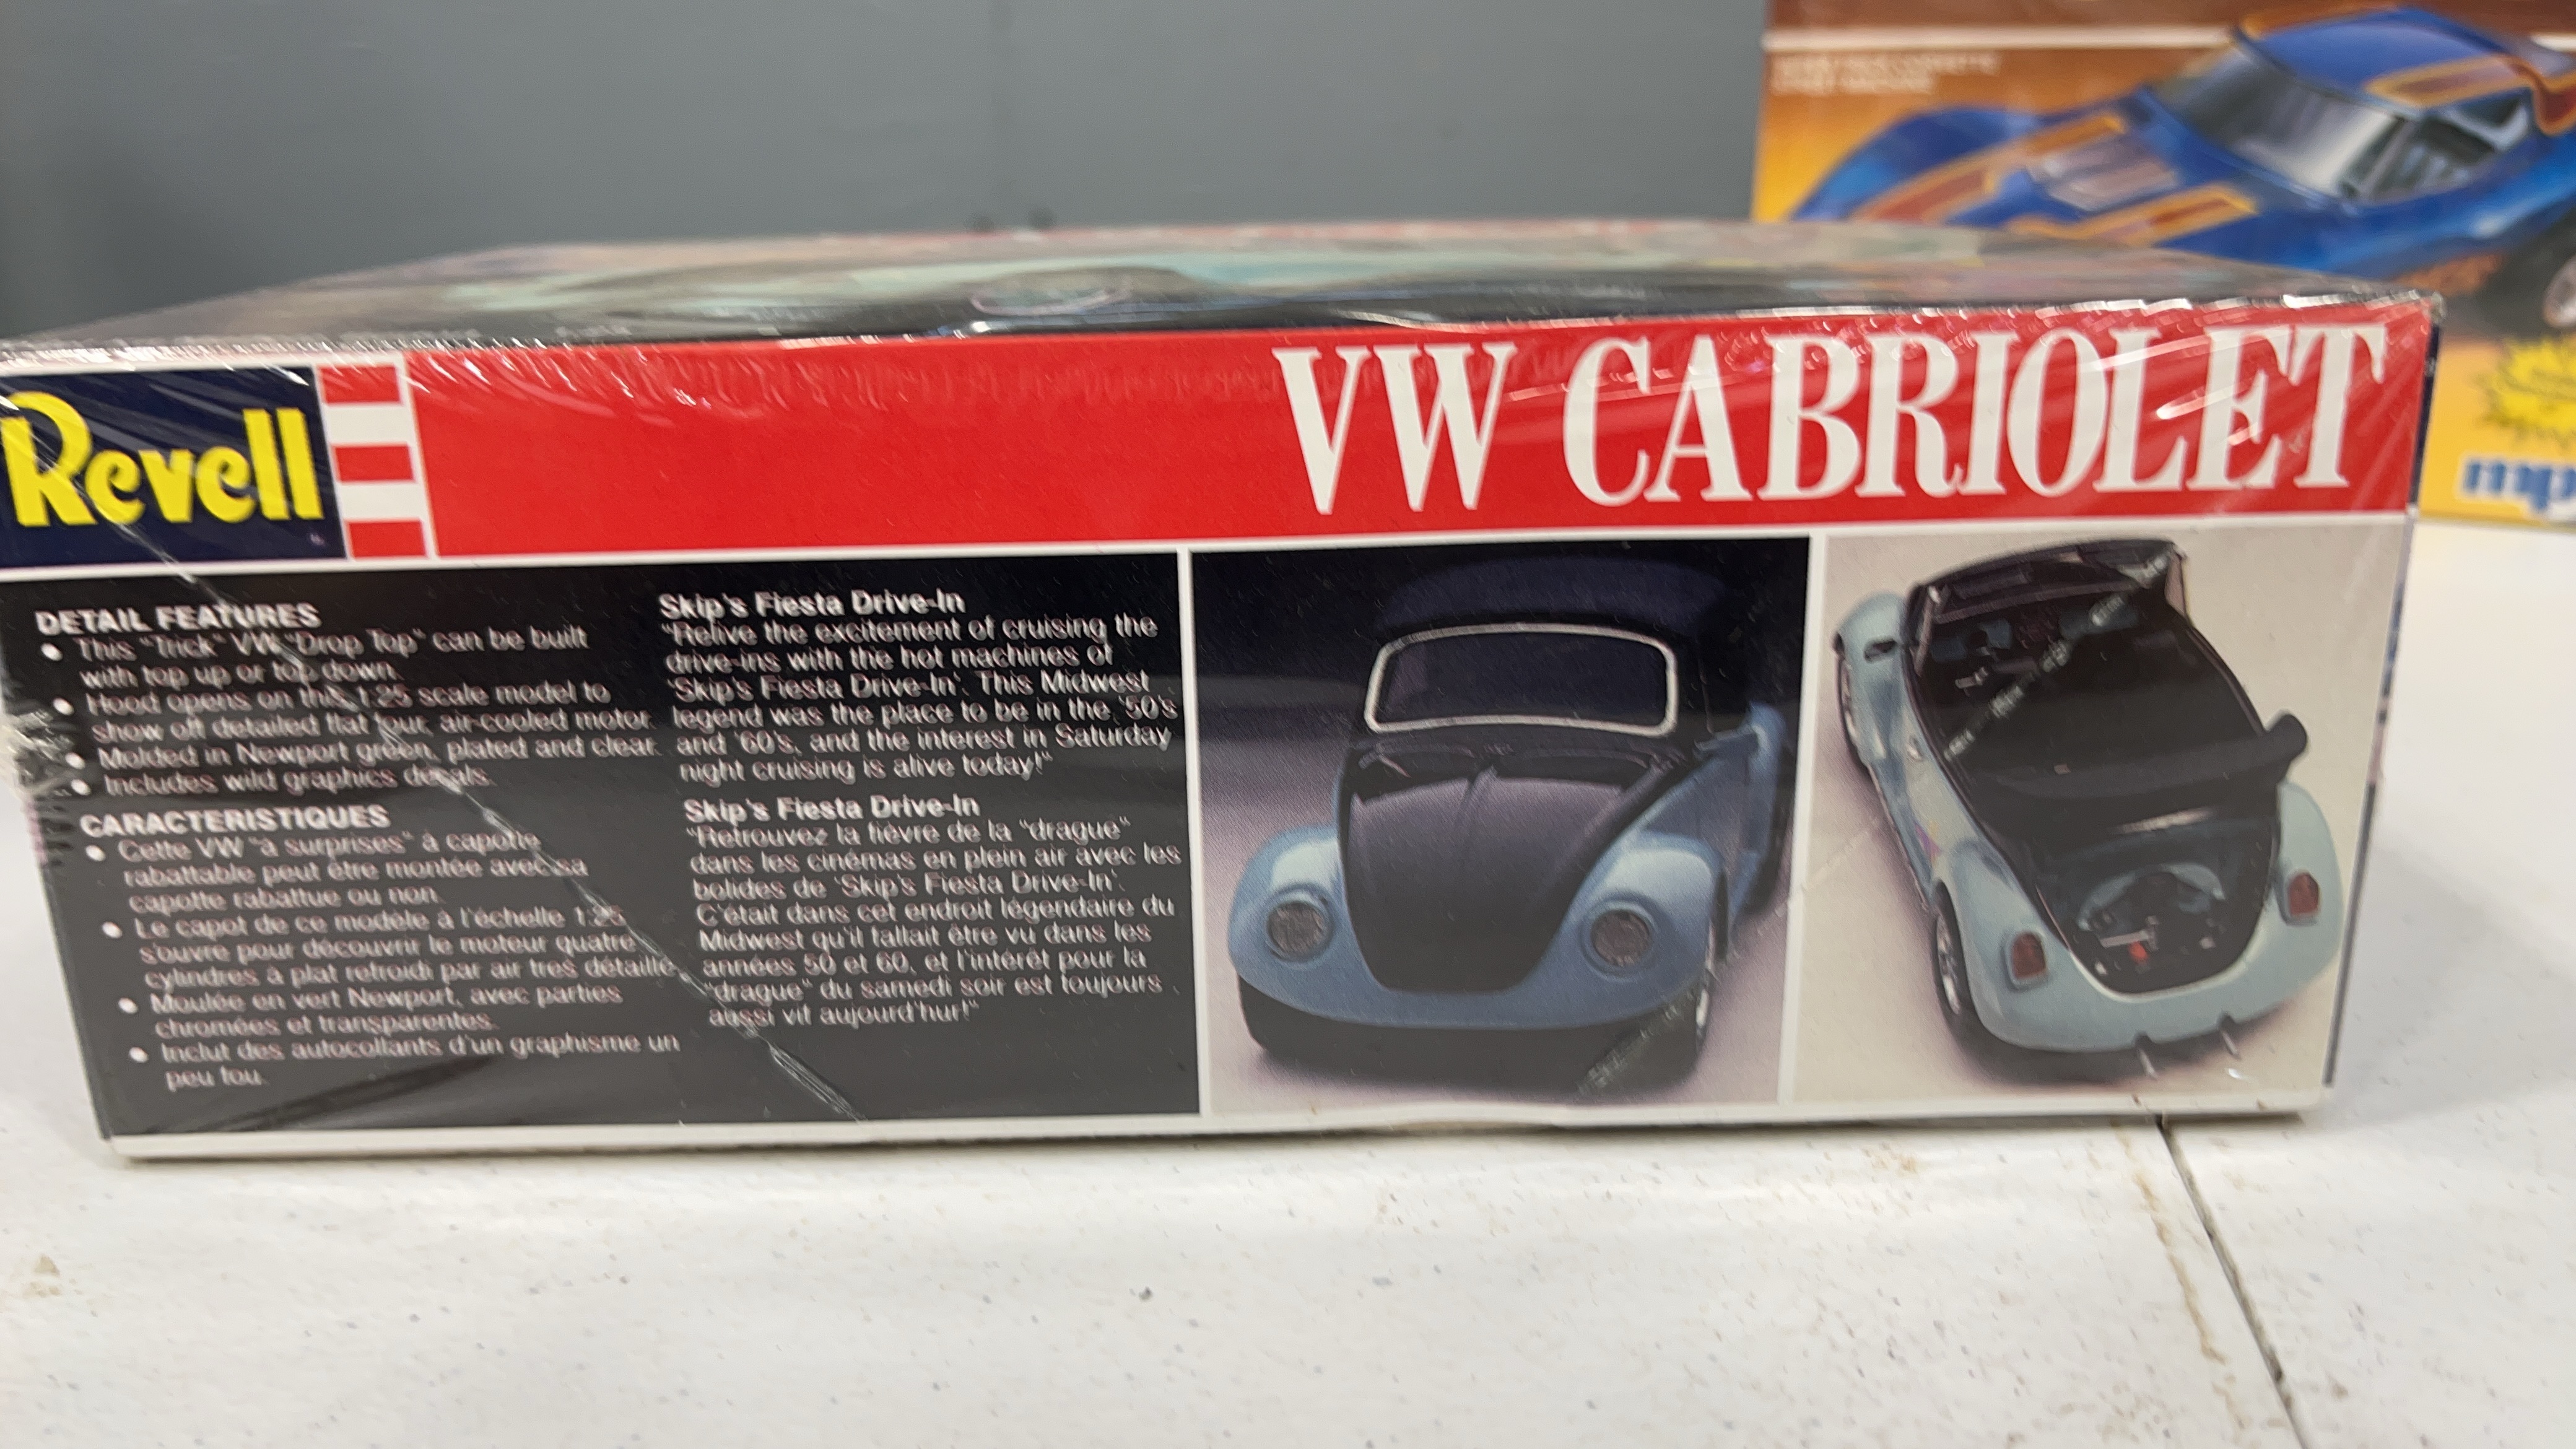 Revell
VW CABRIOLET
DETAIL FEATURES
• This "Trick" VW "Drop Top" can be built
with top up or top down.
• Hood opens on this 1:25 scale model to
show off detailed flat four, air-cooled motor.
• Molded in Newport green, plated and clear.
• Includes wild graphics decals.
CARACTERISTIQUES
• Cette VW "a surprises" à capotte
rabattable peut être montée avec sa
capotte rabattue ou non.
• Le capot de ce modèle à l'échelle 1:25
s'ouvre pour découvrir le moteur quatre
cylindres à plat refroidi par air tres détaillé
• Moulée en vert Newport, avec parties
chromées et transparentes.
• Inclut des autocollants d'un graphisme un
peu fou.
Skip's Fiesta Drive-In
"Relive the excitement of cruising the
drive-ins with the hot machines of
'Skip's Fiesta Drive-In'. This Midwest
legend was the place to be in the '50's
and '60's, and the interest in Saturday
night cruising is alive today!"
Skip's Fiesta Drive-In
"Retrouvez la fièvre de la "drague"
dans les cinémas en plein air avec les
bolides de 'Skip's Fiesta Drive-In'.
C'était dans cet endroit légendaire du
Midwest qu'il fallait être vu dans les
années 50 et 60, et l'intérêt pour la
"drague" du samedi soir est toujours
aussi vif aujourd'hur!"
mp